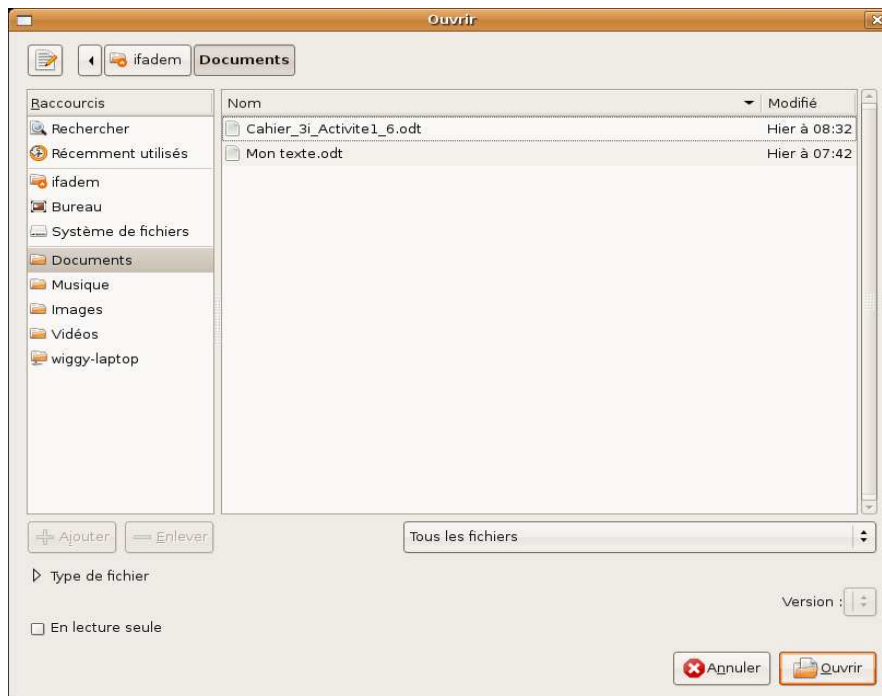 Ouvrir
ifadem Documents
Raccourcis
Rechercher
Récemment utilisés
ifadem
Bureau
Système de fichiers
Documents
Musique
Images
Vidéos
wiggy-laptop
Nom Modifié
Cahier_3i_Activite1_6.odt Hier à 08:32
Mon texte.odt Hier à 07:42
Ajouter Enlever
Tous les fichiers
Type de fichier
Version :
En lecture seule
Annuler Ouvrir